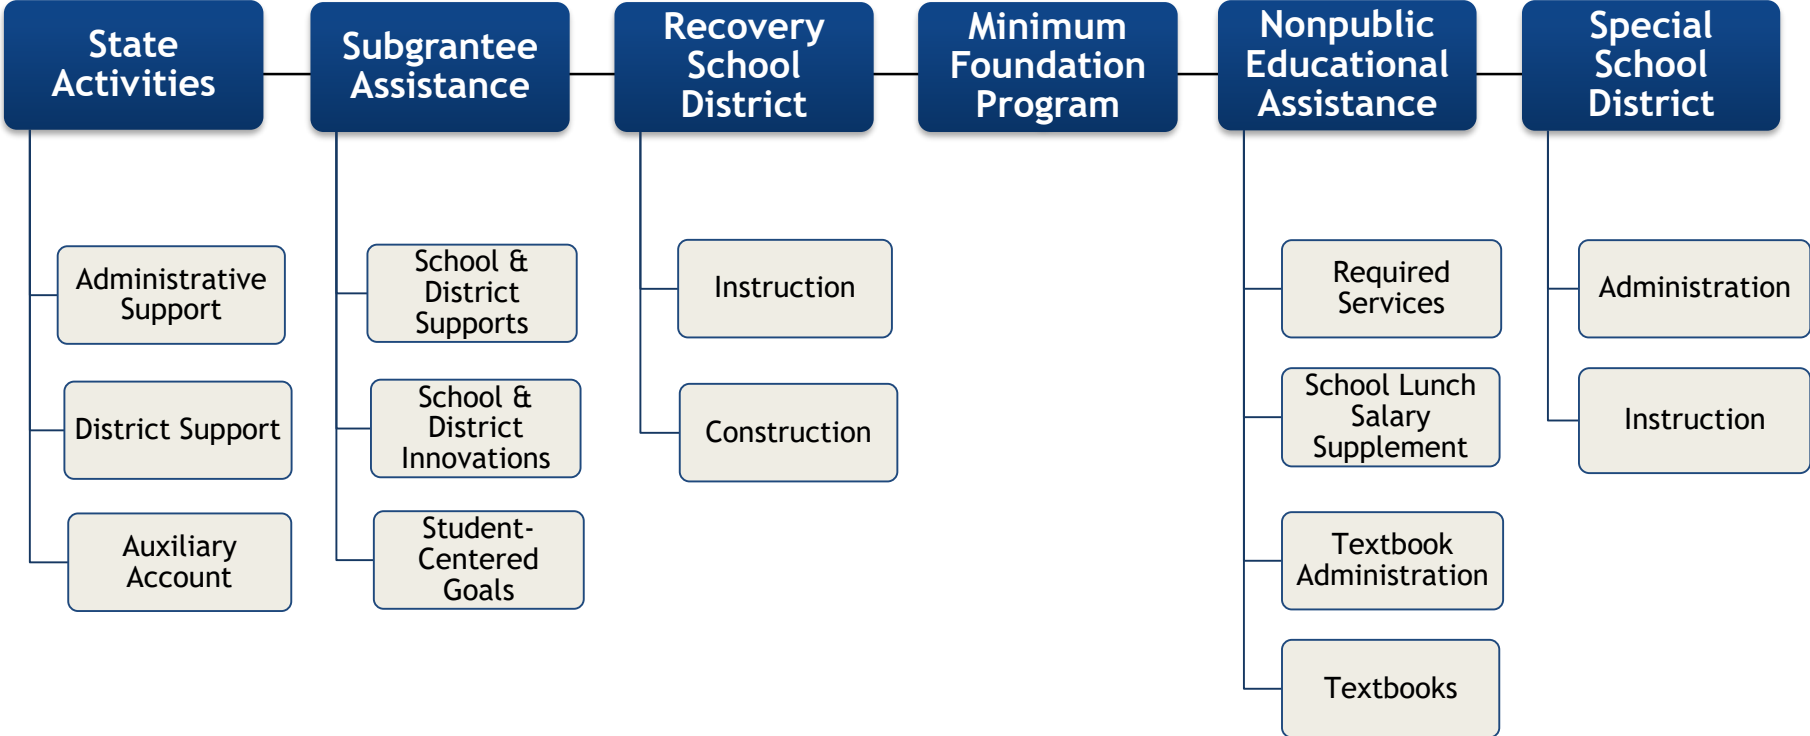 State
Activities
Subgrantee
Assistance
Recovery
School
District
Minimum
Foundation
Program
Nonpublic
Educational
Assistance
Special
School
District
Administrative
Support
District Support
Auxiliary
Account
School &
District
Supports
School &
District
Innovations
Student-
Centered
Goals
Instruction
Construction
Required
Services
School Lunch
Salary
Supplement
Textbook
Administration
Textbooks
Administration
Instruction